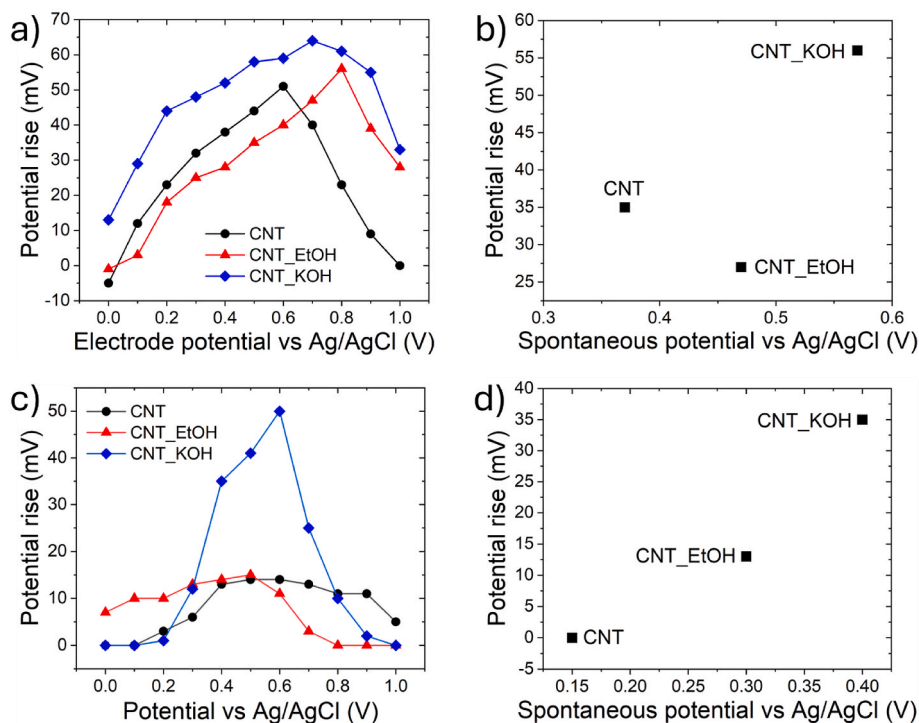 a)
Potential rise (mV)
70
60
50
40
30
20
10
0
-10
CNT
CNT_EtOH
CNT_KOH
0.0 0.2 0.4 0.6 0.8 1.0
Electrode potential vs Ag/AgCl (V)
b)
Potential rise (mV)
55
50
45
40
35
30
25
CNT_KOH
CNT
CNT_EtOH
0.3 0.4 0.5 0.6
Spontaneous potential vs Ag/AgCl (V)
c)
Potential rise (mV)
50
40
30
20
10
0
CNT
CNT_EtOH
CNT_KOH
0.0 0.2 0.4 0.6 0.8 1.0
Potential vs Ag/AgCl (V)
d)
Potential rise (mV)
40
35
30
25
20
15
10
5
0
-5
CNT_KOH
CNT_EtOH
CNT
0.15 0.20 0.25 0.30 0.35 0.40
Spontaneous potential vs Ag/AgCl (V)